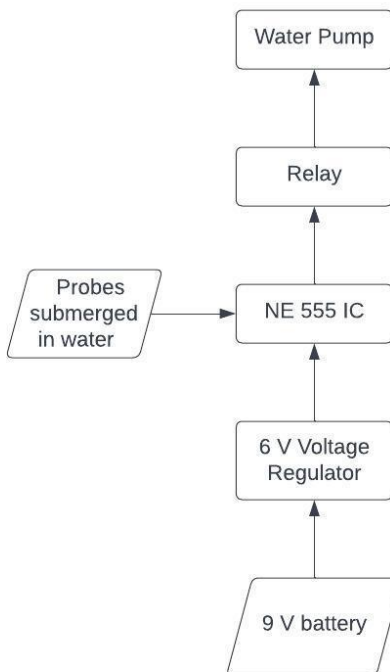 Water Pump
Relay
Probes
submerged
in water
NE 555 IC
6 V Voltage
Regulator
9 V battery